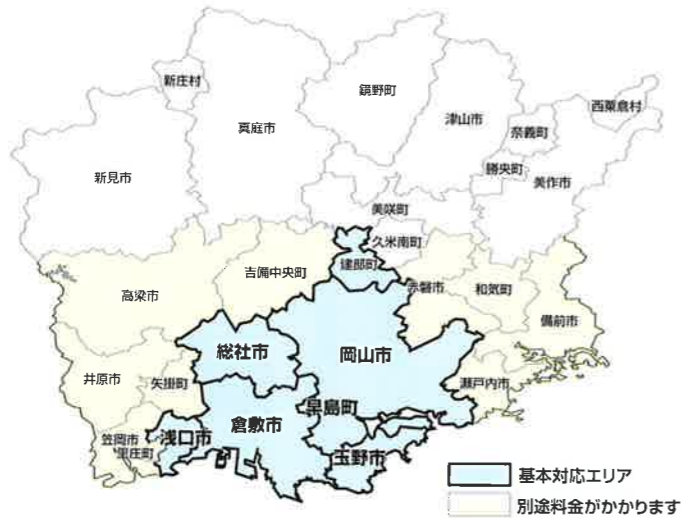 新庄村
鏡野町
津山市
西粟倉村
真庭市
奈義町
勝央町
新見市
美作市
美咲町
久米南町
建部町
吉備中央町
高梁市
赤磐市
和気町
備前市
総社市
岡山市
井原市
矢掛町
瀬戸内市
早島町
倉敷市
浅口市
笠岡市
里庄町
玉野市
基本対応エリア
別途料金がかかります